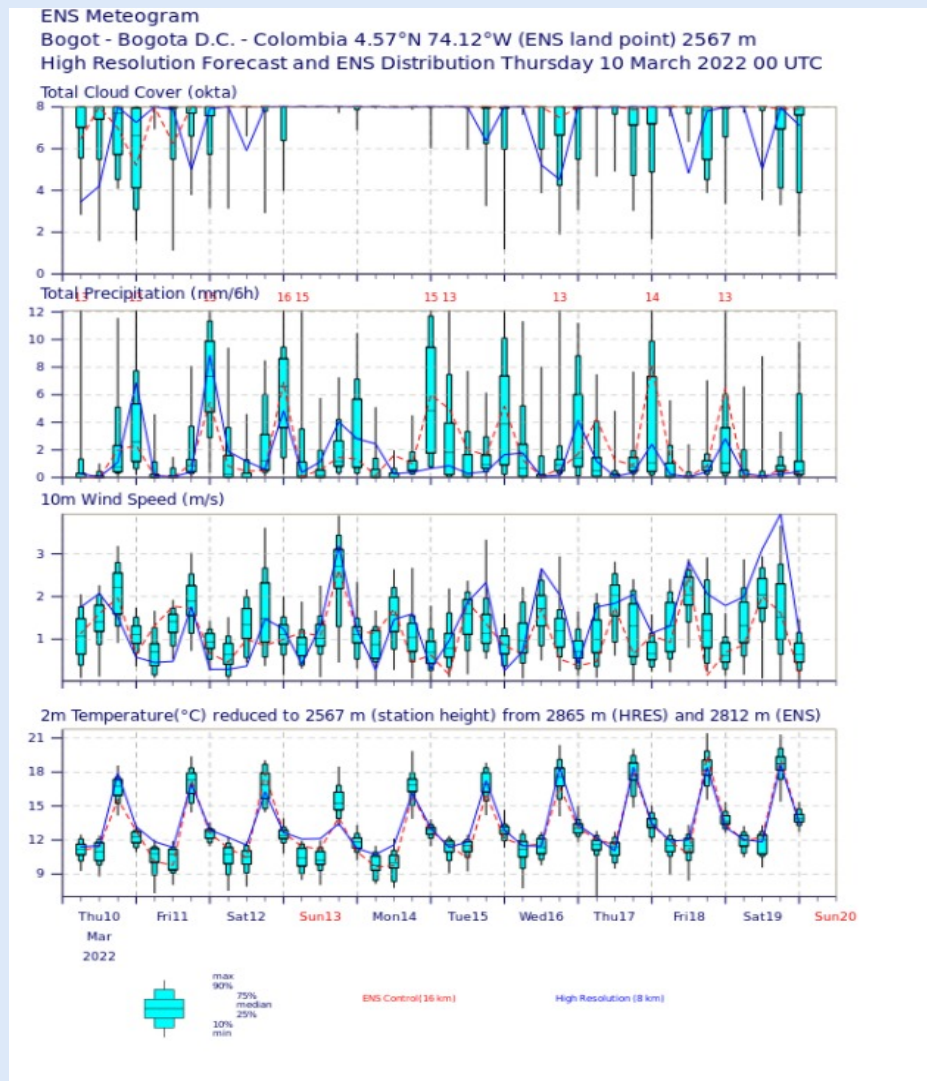 ENS Meteogram
Bogot - Bogota D.C. - Colombia 4.57°N 74.12°W (ENS land point) 2567 m
High Resolution Forecast and ENS Distribution Thursday 10 March 2022 00 UTC
Total Cloud Cover (okta)
8
6
4
2
0
Total Precipitation (mm/6h)
13 16 15 15 13 13 14 13
12
10
8
6
4
2
0
10m Wind Speed (m/s)
3
2
1
2m Temperature(°C) reduced to 2567 m (station height) from 2865 m (HRES) and 2812 m (ENS)
21
18
15
12
9
Thu10 Fri11 Sat12 Sun13 Mon14 Tue15 Wed16 Thu17 Fri18 Sat19 Sun20
Mar
2022
max
90%
75%
median
25%
10%
min
ENS Control(16 km)
High Resolution (8 km)